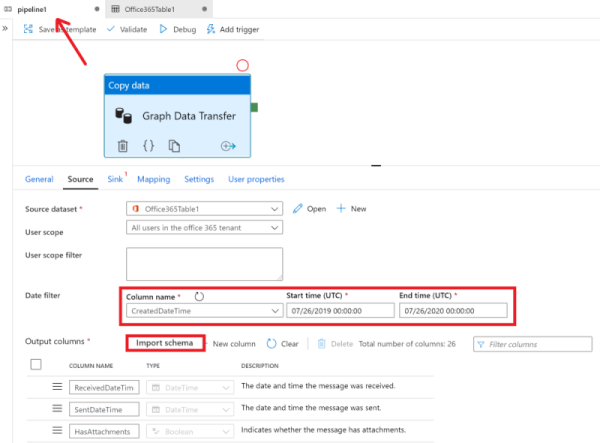 pipeline1 Office365Table1
» Save as template Validate Debug Add trigger
Copy data
Graph Data Transfer
General Source Sink 1 Mapping Settings User properties
Source dataset * Office365Table1 Open New
User scope All users in the office 365 tenant
User scope filter
Date filter Column name * Start time (UTC) * End time (UTC) *
CreatedDateTime 07/26/2019 00:00:00 07/26/2020 00:00:00
Output columns * Import schema New column Clear Delete Total number of columns: 26 Filter columns
COLUMN NAME TYPE DESCRIPTION
ReceivedDateTim DateTime The date and time the message was received.
SentDateTime DateTime The date and time the message was sent.
HasAttachments Boolean Indicates whether the message has attachments.